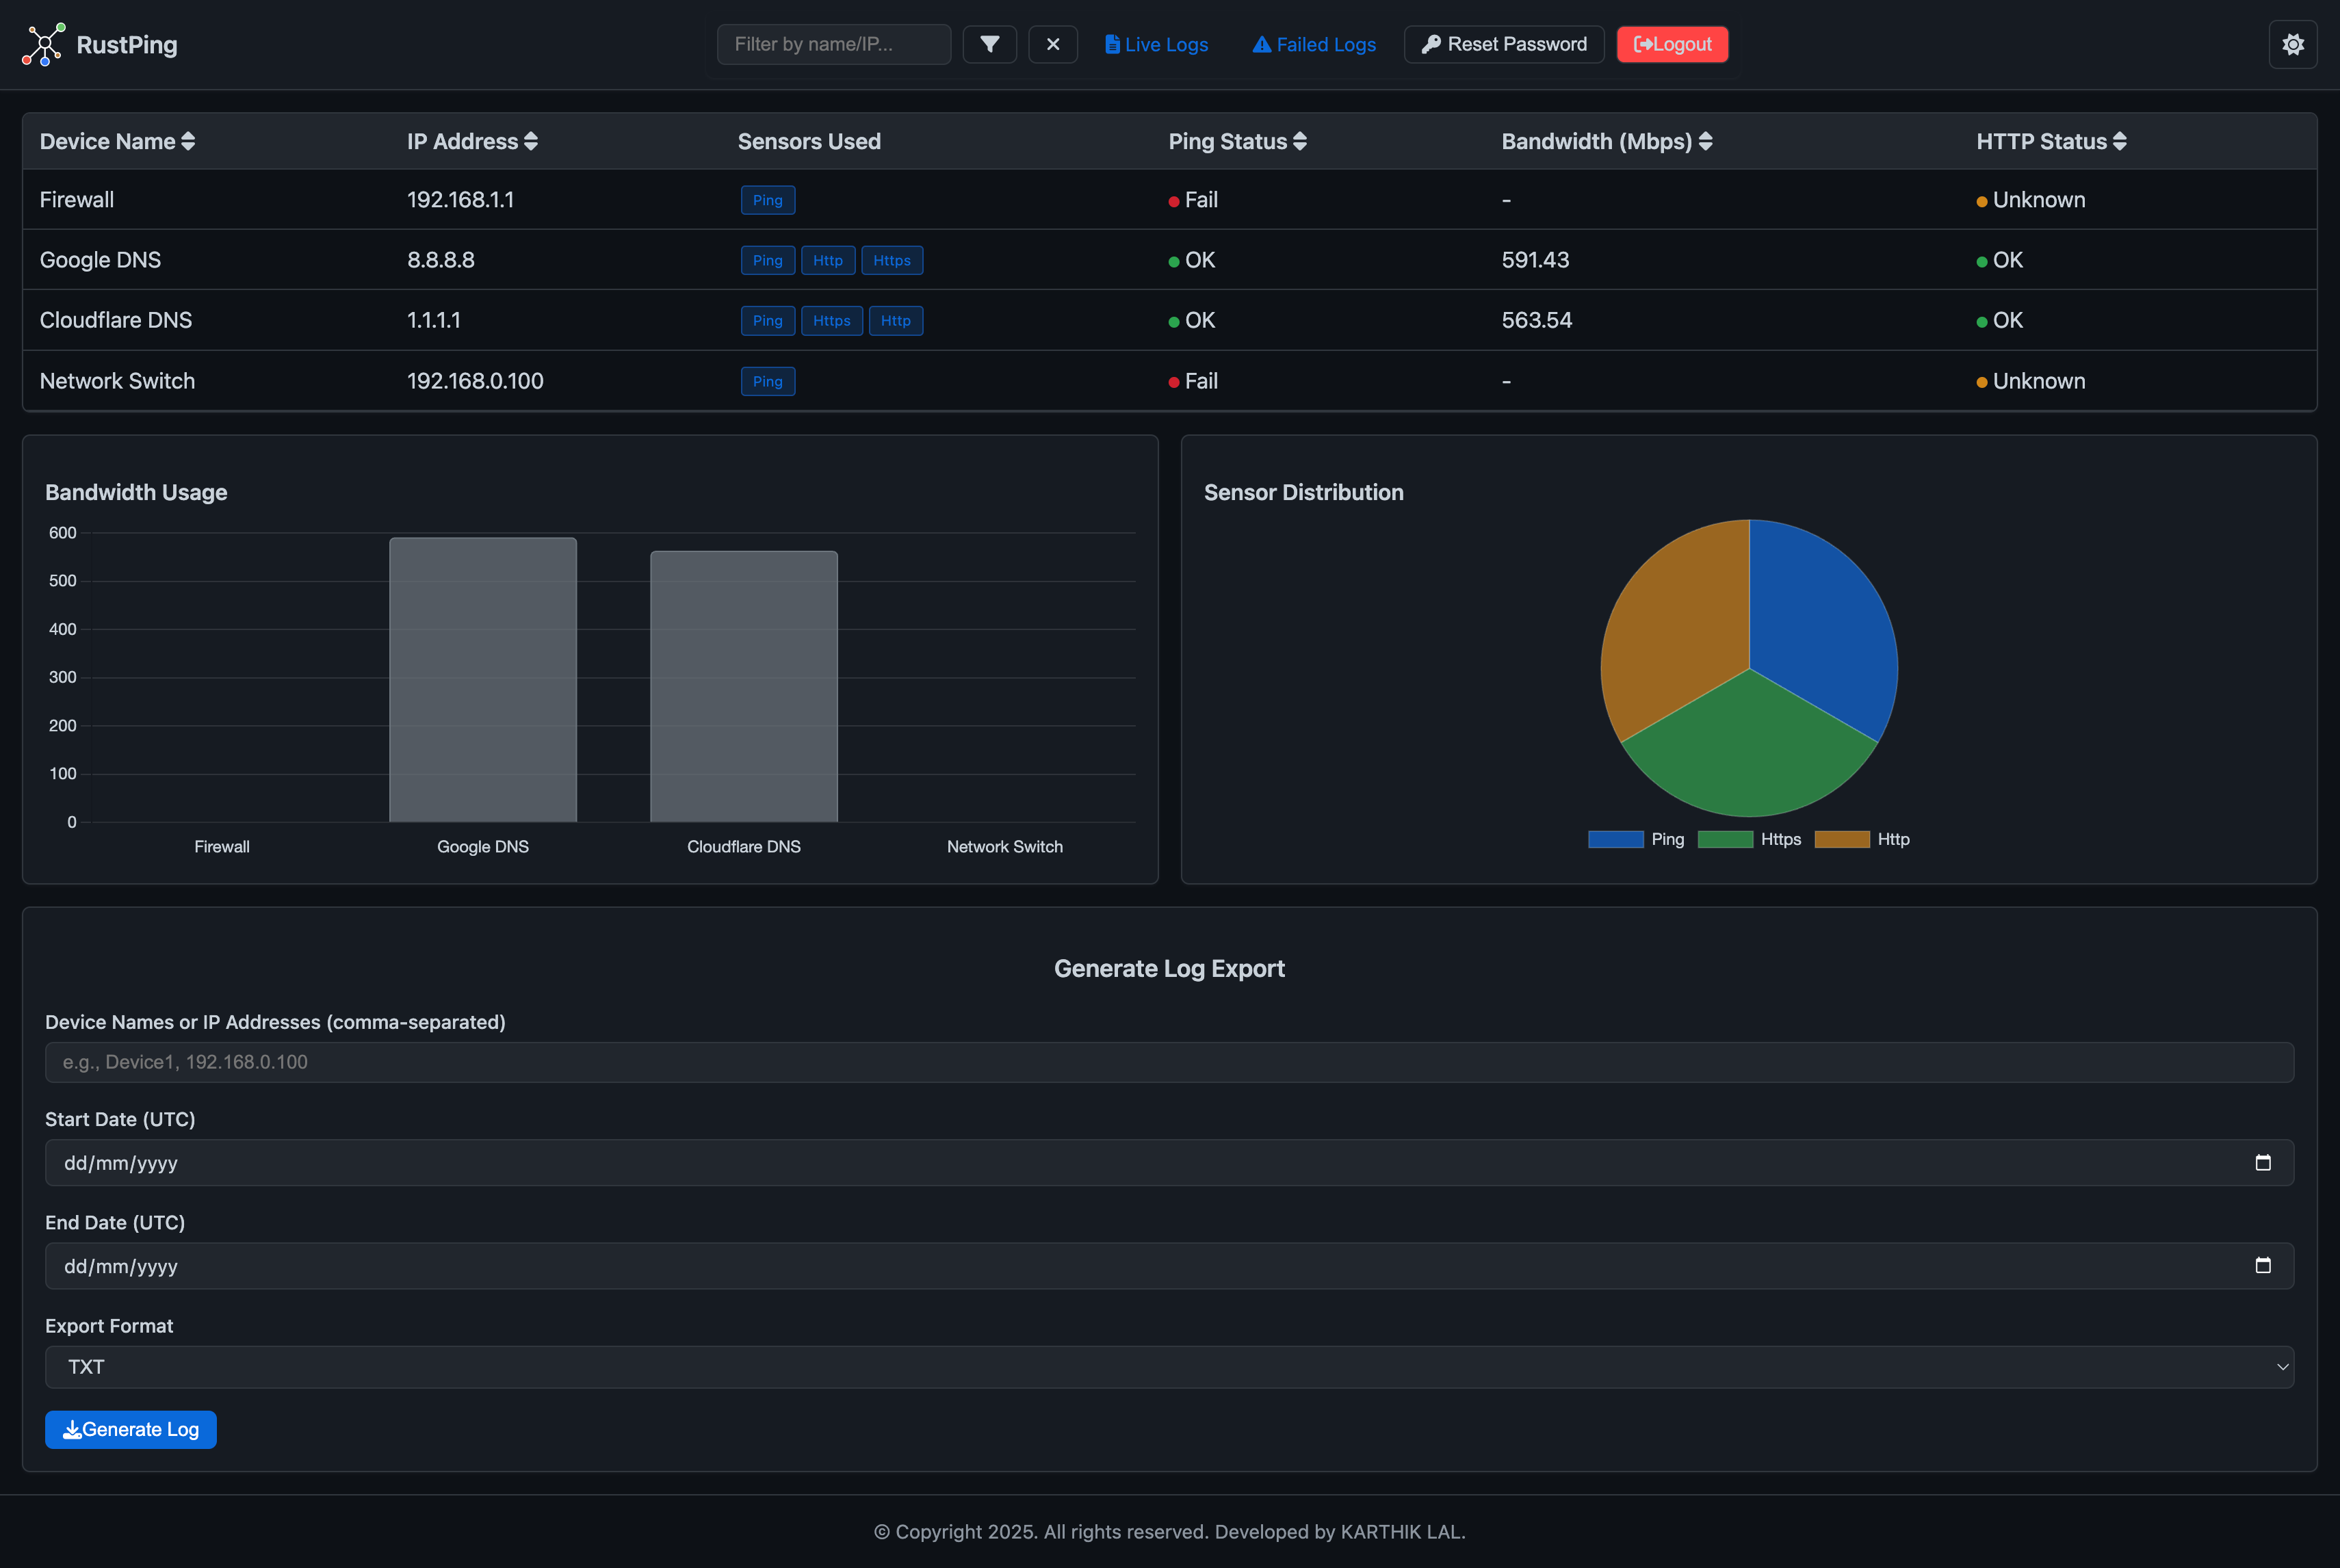 RustPing
Filter by name/IP...
Live Logs
Failed Logs
Reset Password
Logout
Device Name IP Address Sensors Used Ping Status Bandwidth (Mbps) HTTP Status
Firewall 192.168.1.1 Ping Fail - Unknown
Google DNS 8.8.8.8 Ping Http Https OK 591.43 OK
Cloudflare DNS 1.1.1.1 Ping Https Http OK 563.54 OK
Network Switch 192.168.0.100 Ping Fail - Unknown
Bandwidth Usage
600
500
400
300
200
100
0
Firewall Google DNS Cloudflare DNS Network Switch
Sensor Distribution
Ping Https Http
Generate Log Export
Device Names or IP Addresses (comma-separated)
e.g., Device1, 192.168.0.100
Start Date (UTC)
dd/mm/yyyy
End Date (UTC)
dd/mm/yyyy
Export Format
TXT
Generate Log
© Copyright 2025. All rights reserved. Developed by KARTHIK LAL.